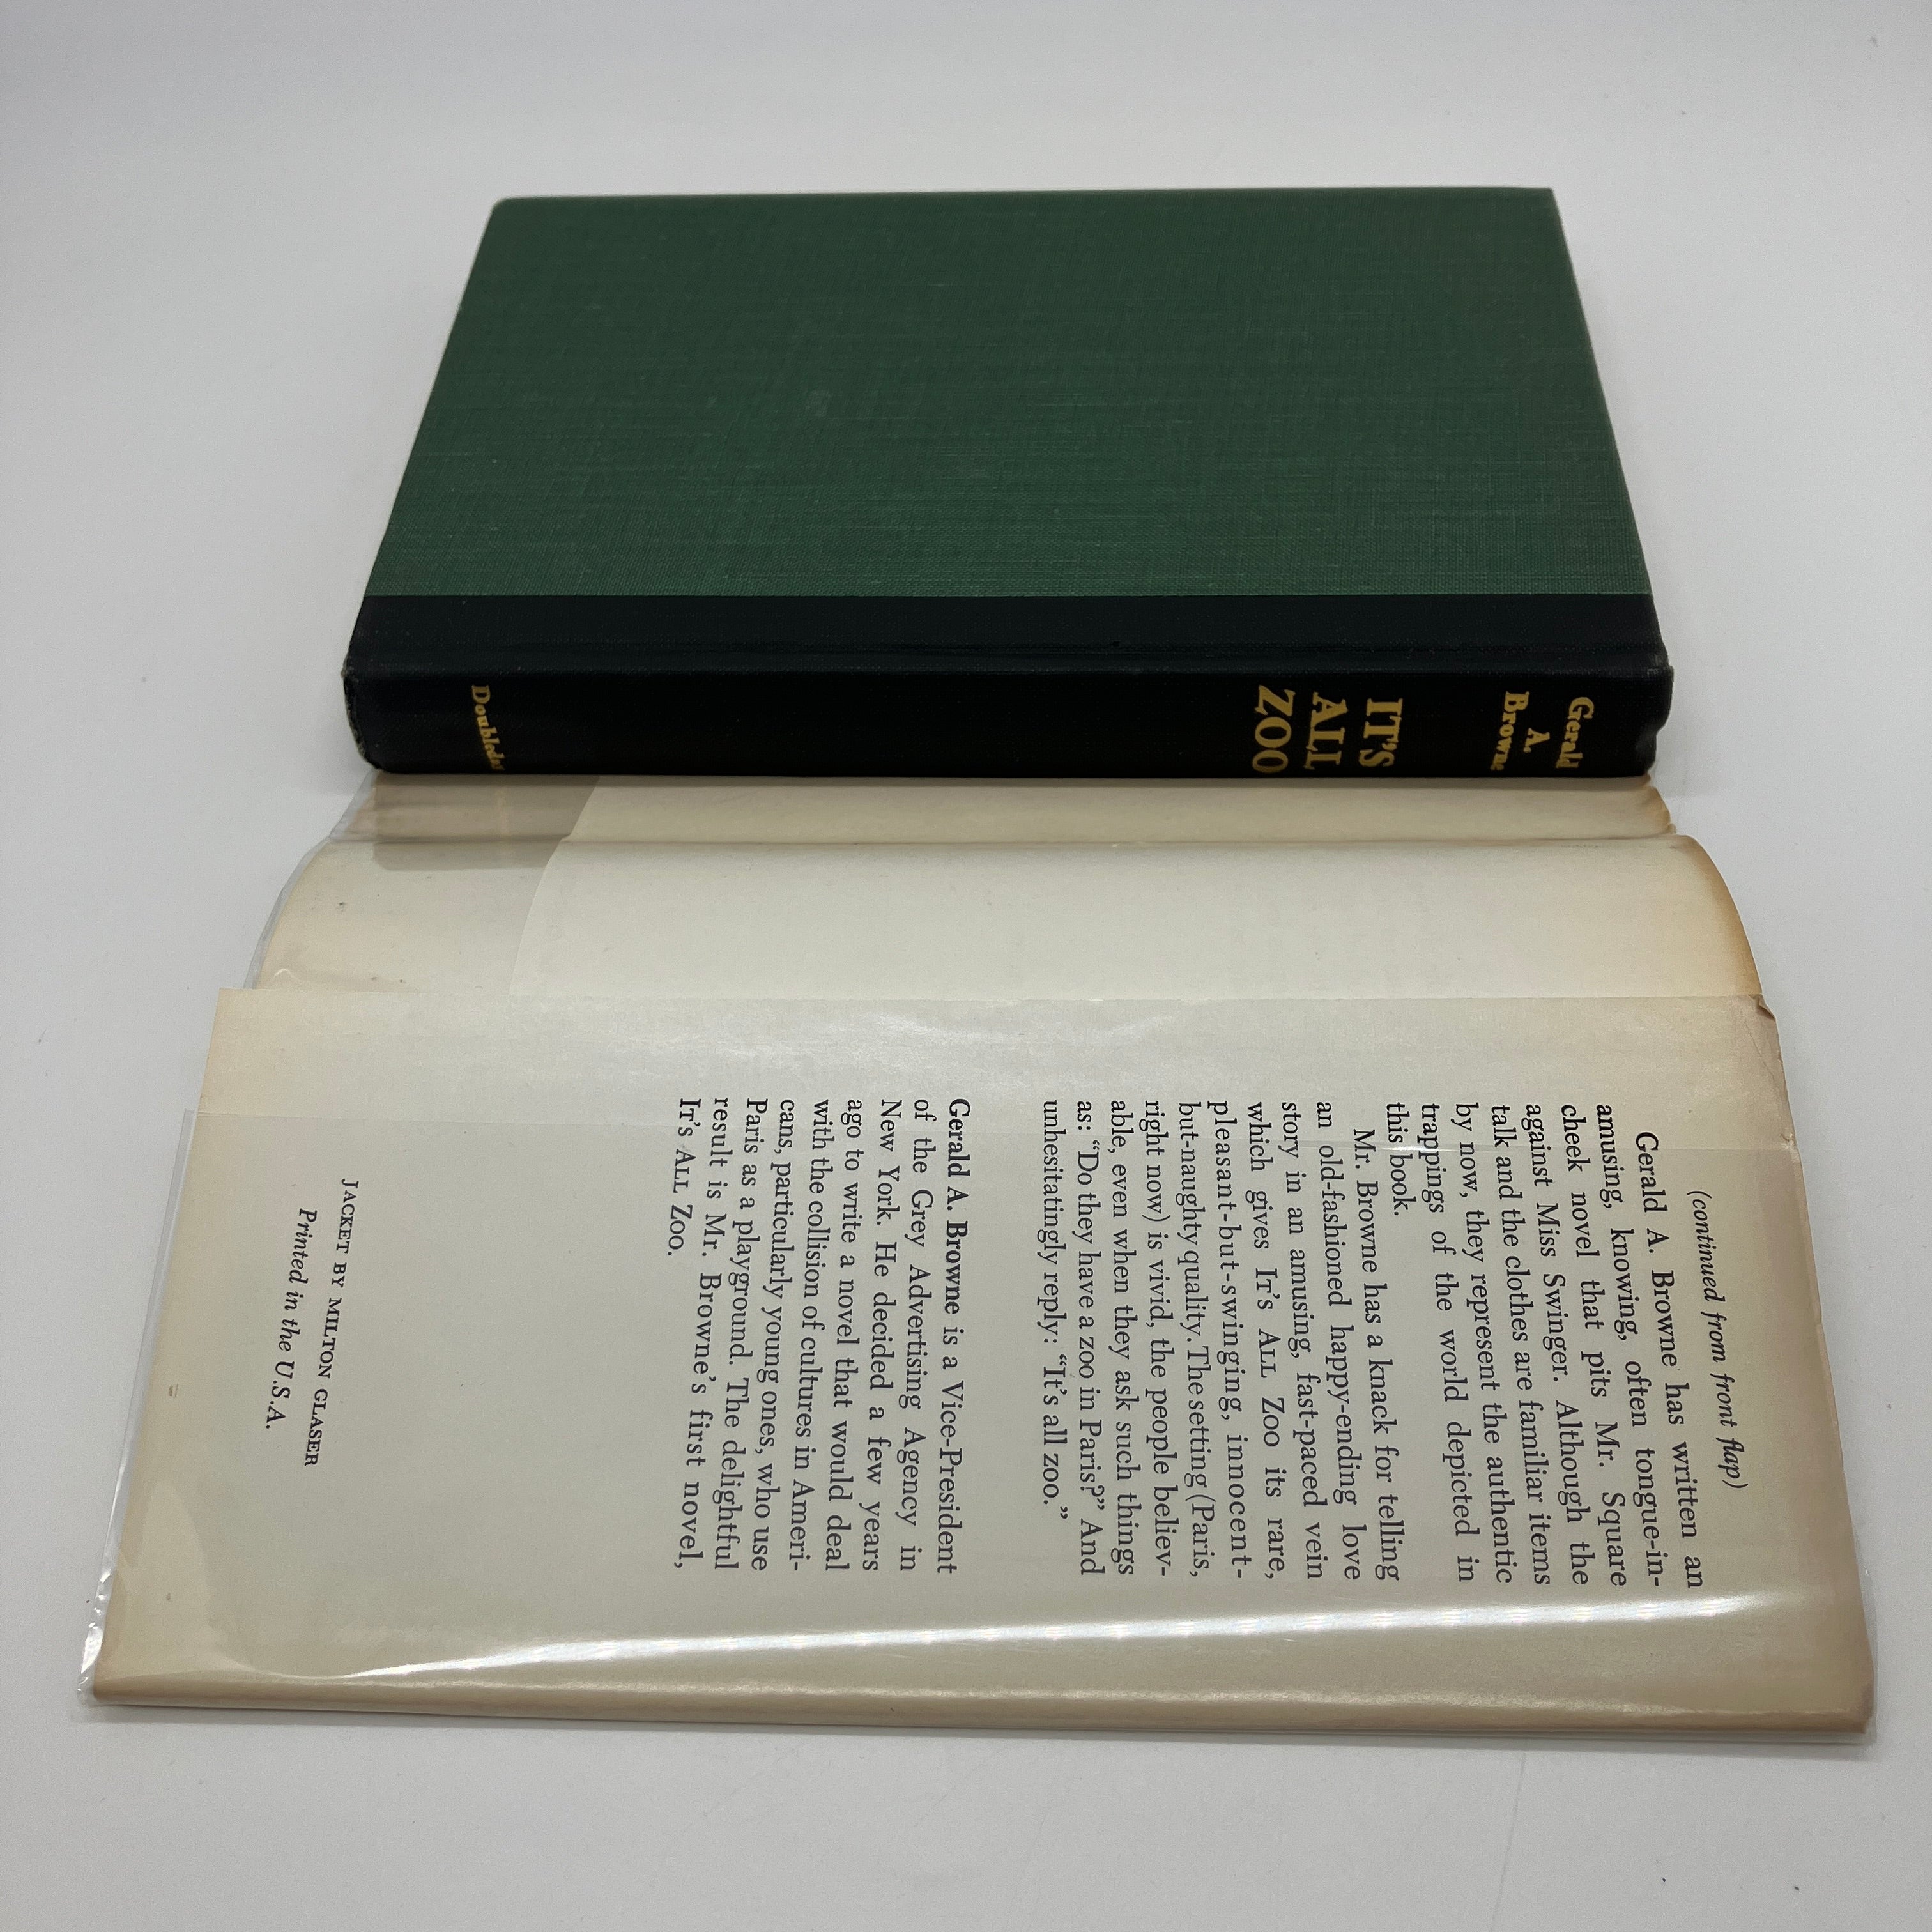 Gerald
A.
Browne
IT'S
ALL
ZOO
Doubleday
(continued from front flap)
Gerald A. Browne has written an
amusing, knowing, often tongue-in-
cheek novel that pits Mr. Square
against Miss Swinger. Although the
talk and the clothes are familiar items
by now, they represent the authentic
trappings of the world depicted in
this book.
Mr. Browne has a knack for telling
an old-fashioned happy-ending love
story in an amusing, fast-paced vein
which gives IT'S ALL ZOO its rare,
pleasant-but-swinging, innocent-
but-naughty quality. The setting (Paris,
right now) is vivid, the people believ-
able, even when they ask such things
as: “Do they have a zoo in Paris?” And
unhesitatingly reply: “It's all zoo.”
Gerald A. Browne is a Vice-President
of the Grey Advertising Agency in
New York. He decided a few years
ago to write a novel that would deal
with the collision of cultures in Ameri-
cans, particularly young ones, who use
Paris as a playground. The delightful
result is Mr. Browne's first novel,
IT'S ALL ZOO.
JACKET BY MILTON GLASER
Printed in the U.S.A.